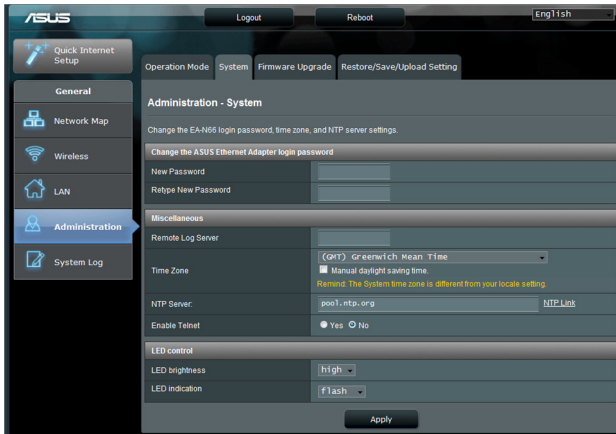 ASUS
Logout
Reboot
English
Quick Internet Setup
General
Network Map
Wireless
LAN
Administration
System Log
Operation Mode
System
Firmware Upgrade
Restore/Save/Upload Setting
Administration - System
Change the EA-N66 login password, time zone, and NTP server settings.
Change the ASUS Ethernet Adapter login password
New Password
Retype New Password
Miscellaneous
Remote Log Server
Time Zone
(GMT) Greenwich Mean Time
Manual daylight saving time.
Remind: The System time zone is different from your locale setting.
NTP Server:
pool.ntp.org
NTP Link
Enable Telnet
Yes No
LED control
LED brightness
high
LED indication
flash
Apply